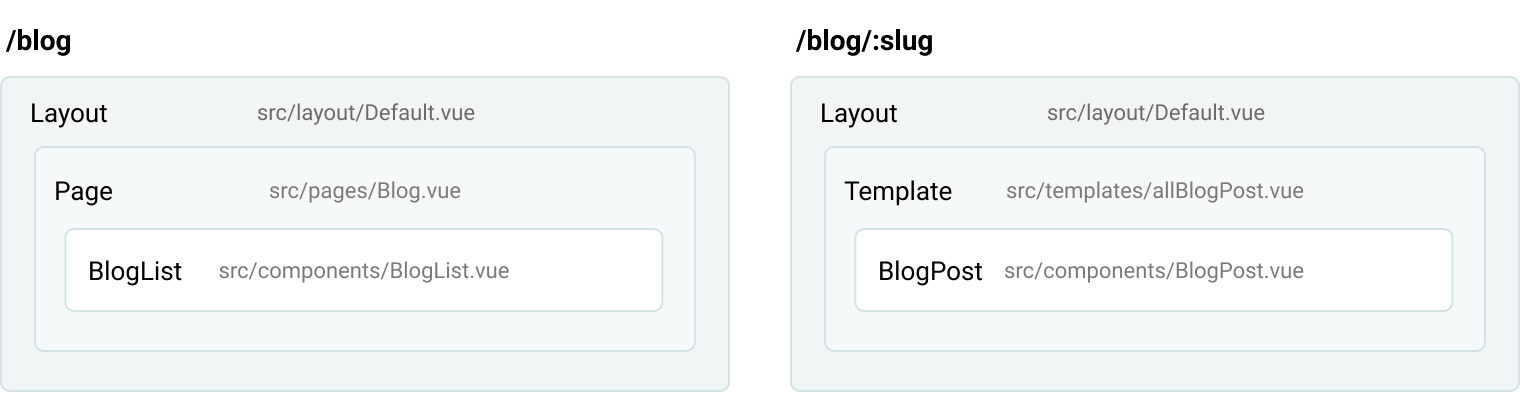 /blog
Layout src/layout/Default.vue
Page src/pages/Blog.vue
BlogList src/components/BlogList.vue
/blog/:slug
Layout src/layout/Default.vue
Template src/templates/allBlogPost.vue
BlogPost src/components/BlogPost.vue